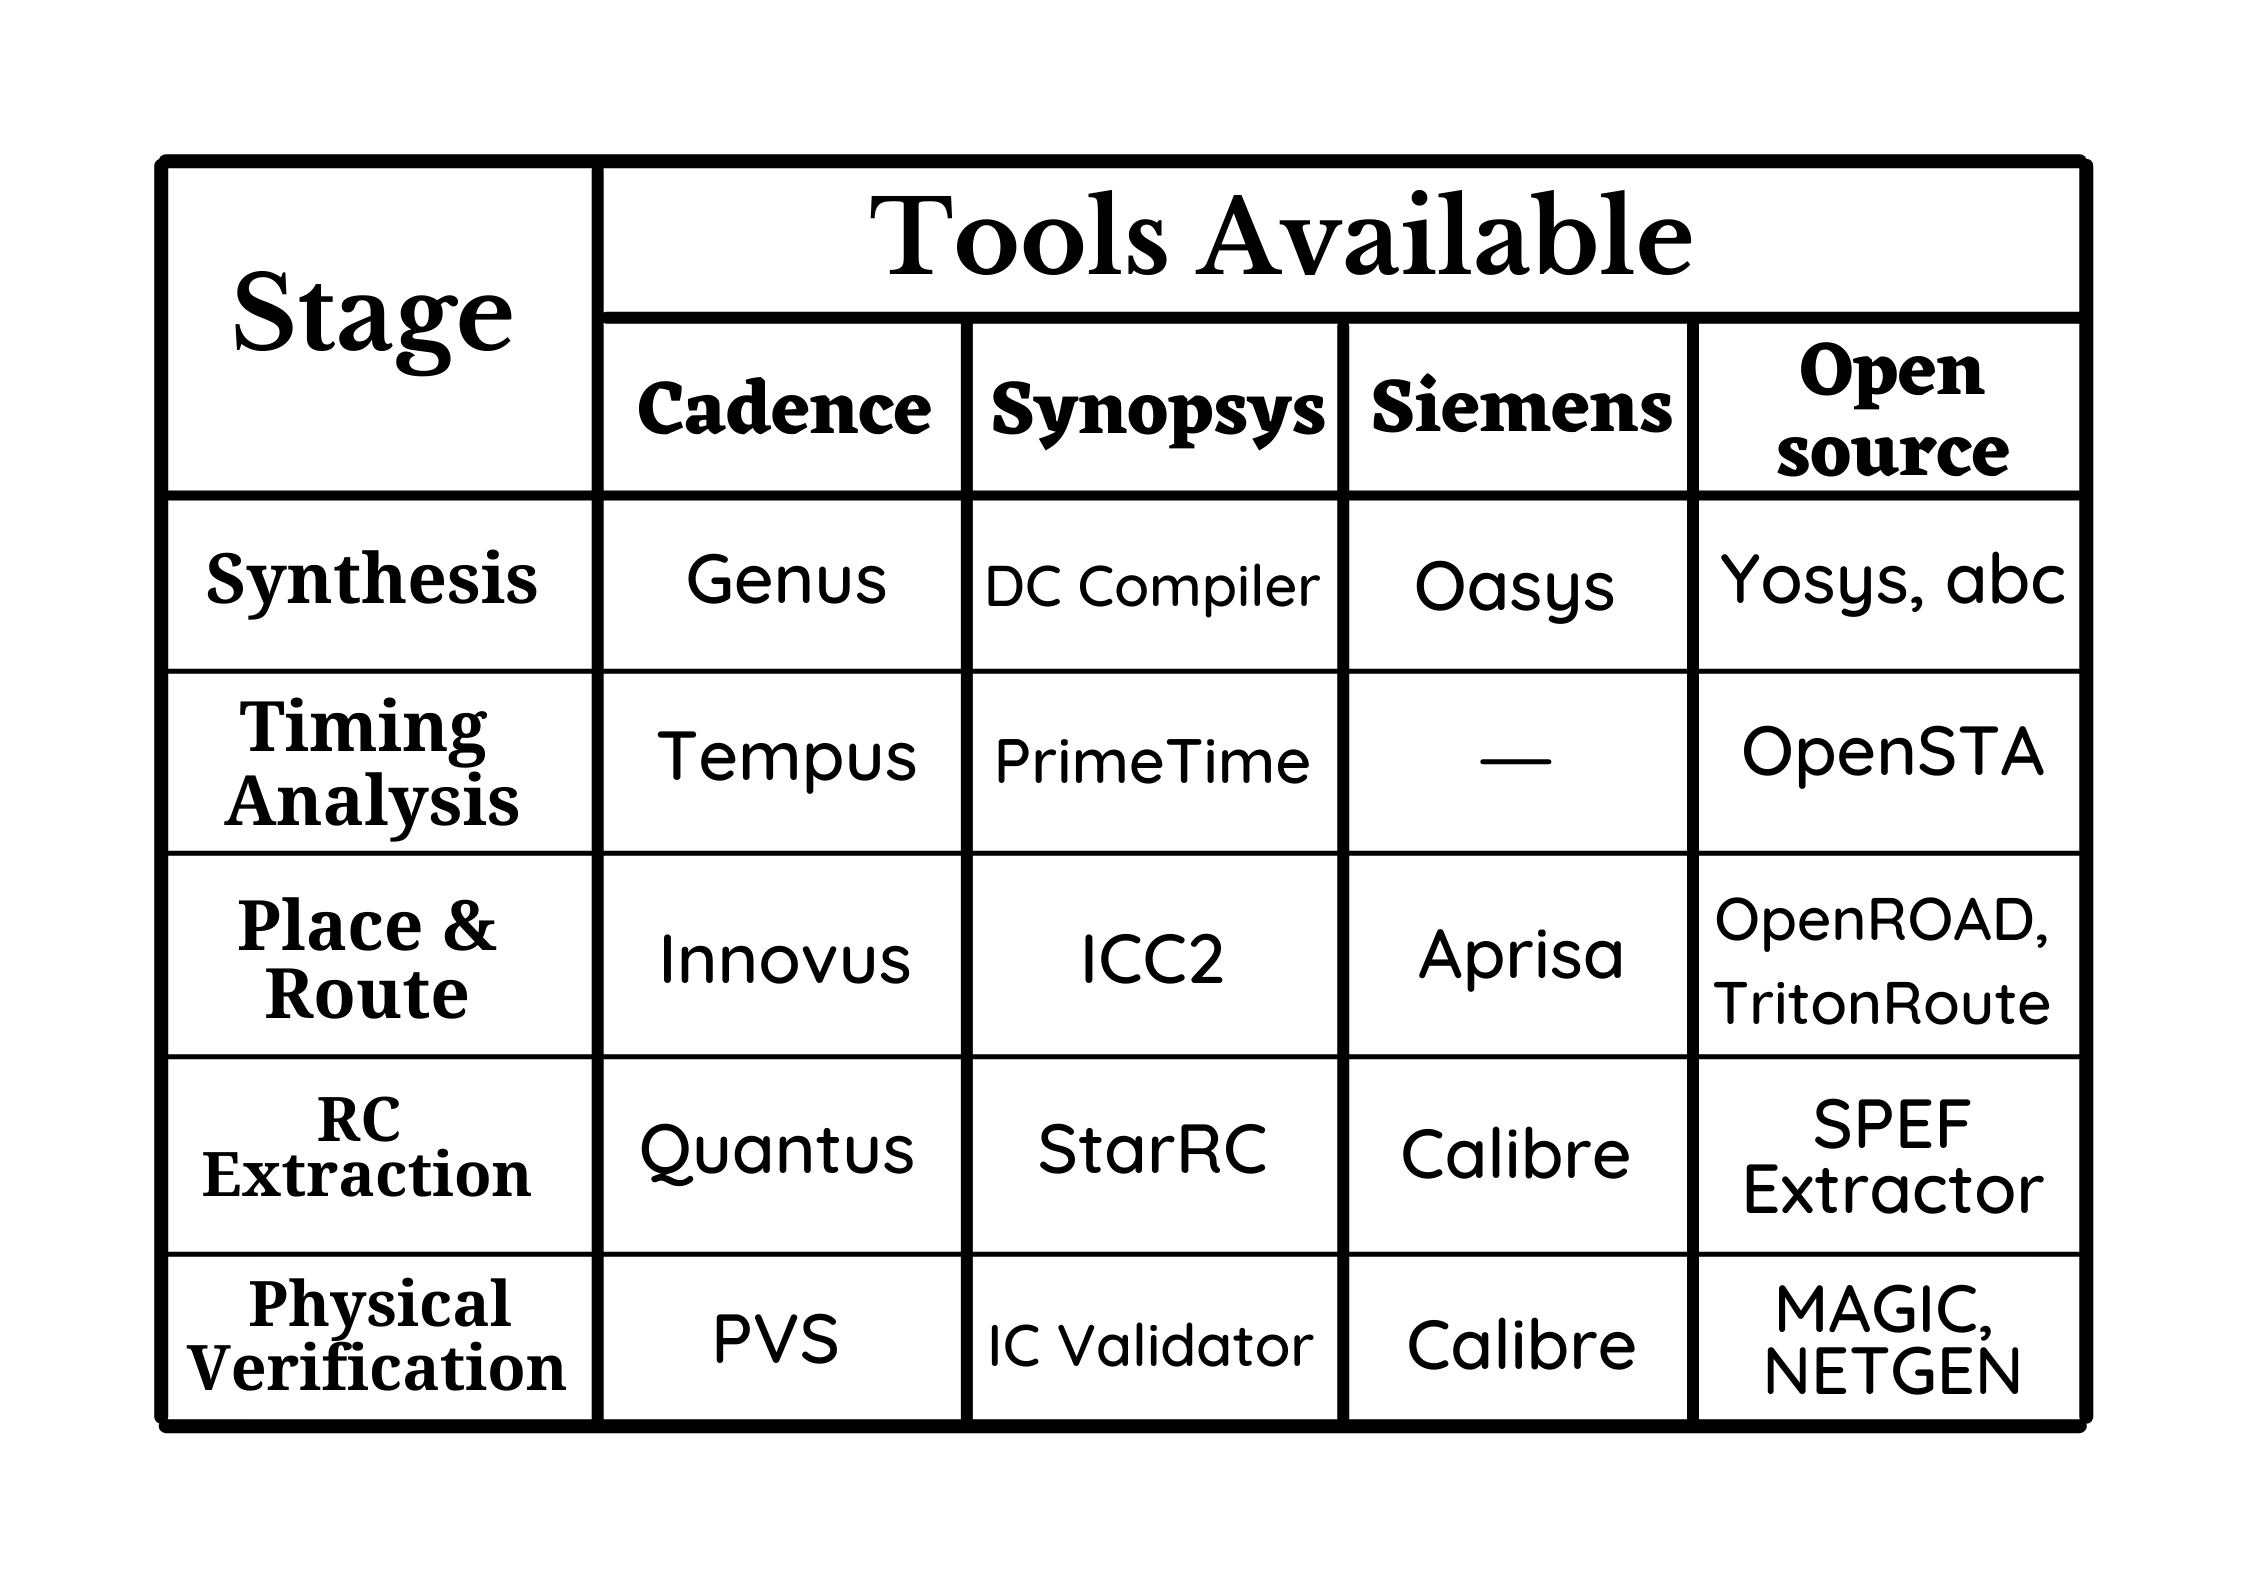 Stage
Tools Available
Cadence
Synopsys
Siemens
Open
source
Synthesis
Genus
DC Compiler
Oasys
Yosys, abc
Timing
Analysis
Tempus
PrimeTime
—
OpenSTA
Place &
Route
Innovus
ICC2
Aprisa
OpenROAD,
TritonRoute
RC
Extraction
Quantus
StarRC
Calibre
SPEF
Extractor
Physical
Verification
PVS
IC Validator
Calibre
MAGIC,
NETGEN